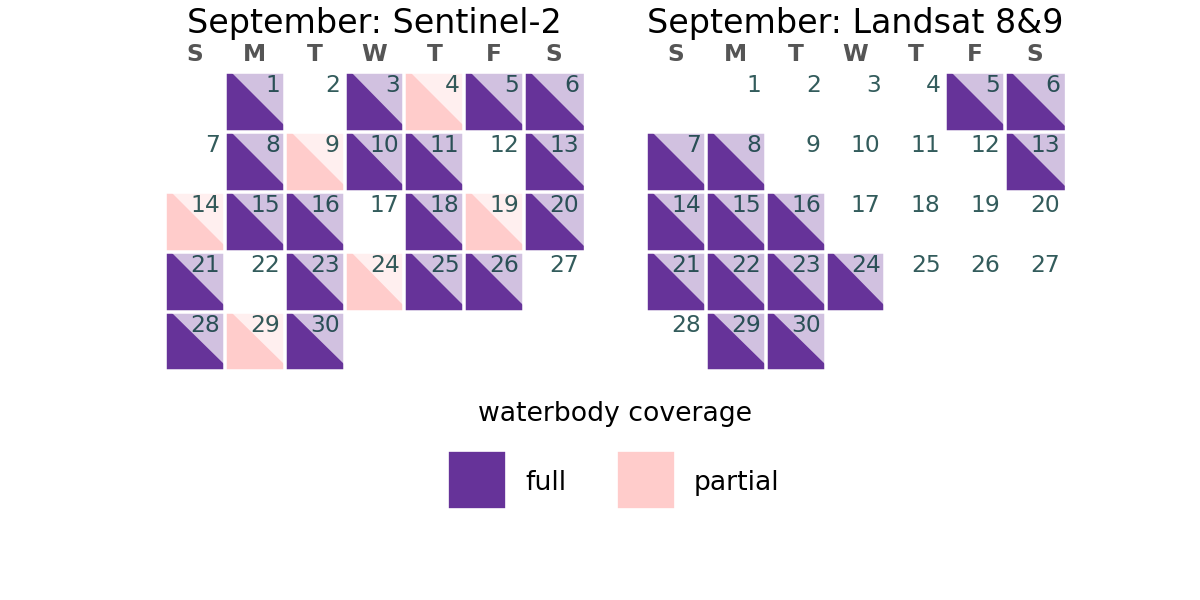 September: Sentinel-2
S M T W T F S
1 2 3 4 5 6
7 8 9 10 11 12 13
14 15 16 17 18 19 20
21 22 23 24 25 26 27
28 29 30
September: Landsat 8&9
S M T W T F S
1 2 3 4 5 6
7 8 9 10 11 12 13
14 15 16 17 18 19 20
21 22 23 24 25 26 27
28 29 30
waterbody coverage
full partial